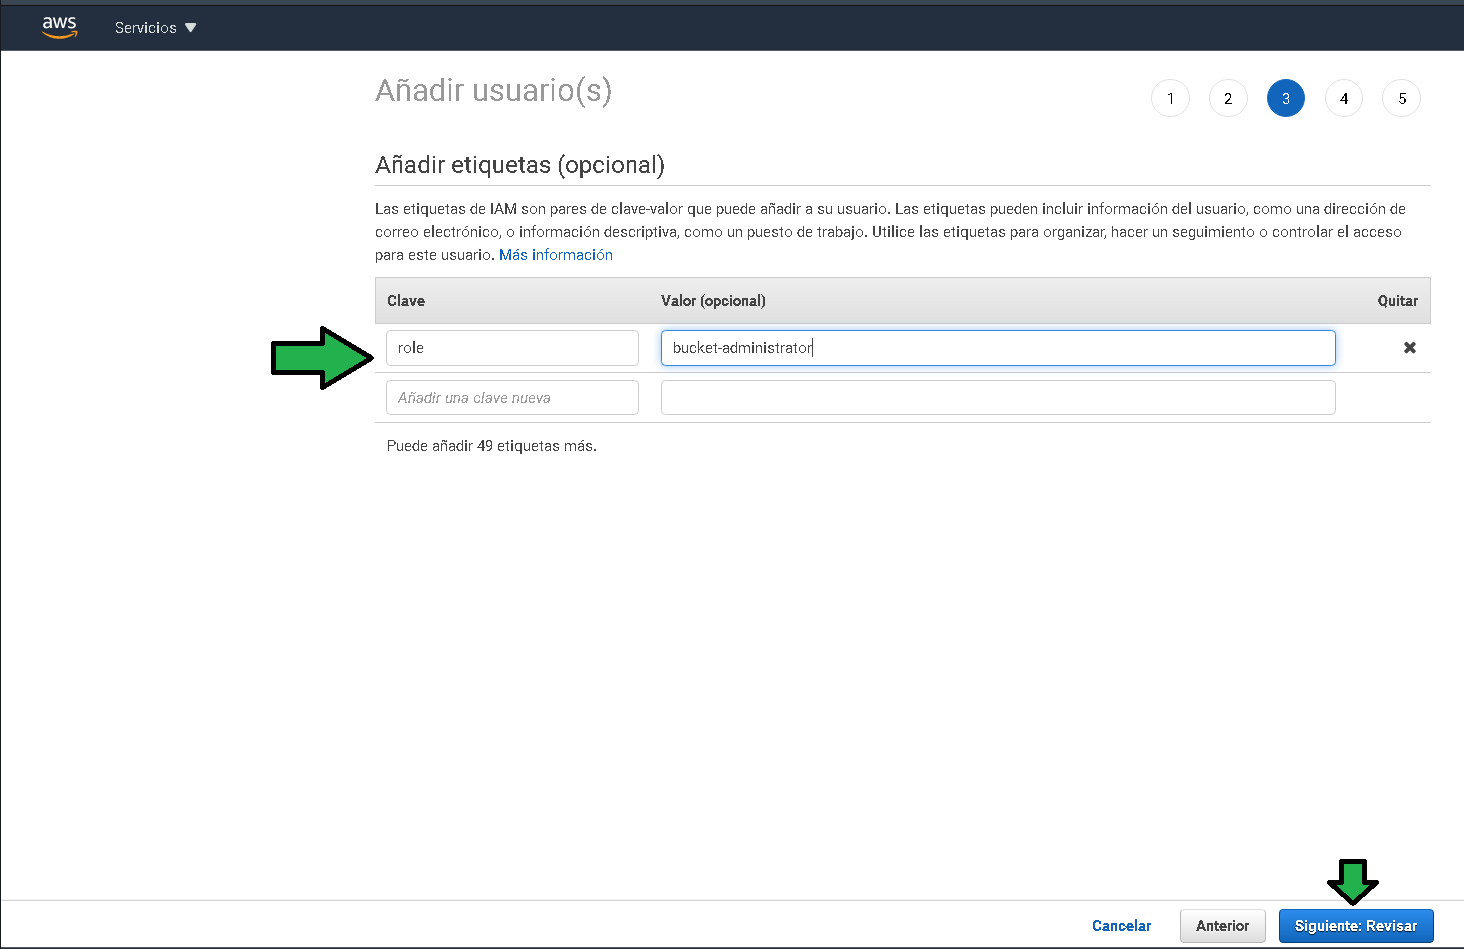 aws
Servicios
Añadir usuario(s)
1 2 3 4 5
Añadir etiquetas (opcional)
Las etiquetas de IAM son pares de clave-valor que puede añadir a su usuario. Las etiquetas pueden incluir información del usuario, como una dirección de
correo electrónico, o información descriptiva, como un puesto de trabajo. Utilice las etiquetas para organizar, hacer un seguimiento o controlar el acceso
para este usuario. Más información
Clave Valor (opcional) Quitar
role bucket-administrator
Añadir una clave nueva
Puede añadir 49 etiquetas más.
Cancelar Anterior Siguiente: Revisar